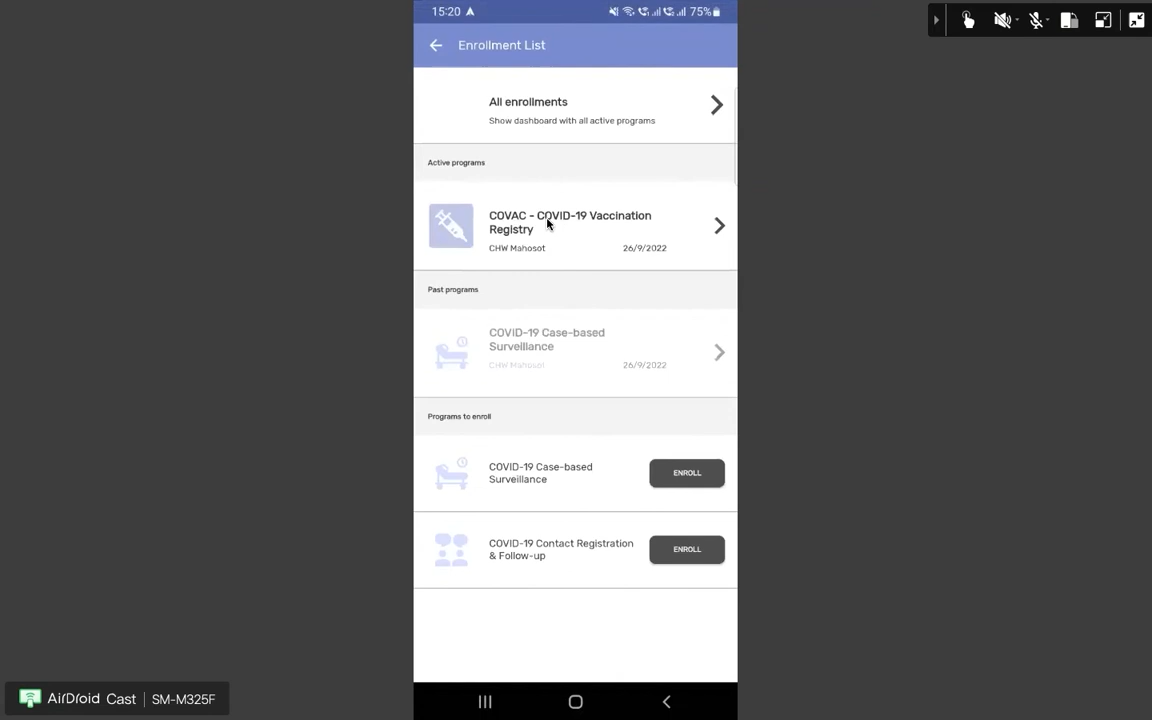 15:20
75%
Enrollment List
All enrollments
Show dashboard with all active programs
Active programs
COVAC - COVID-19 Vaccination
Registry
CHW Mahosot 26/9/2022
Past programs
COVID-19 Case-based
Surveillance
CHW Mahosot 26/9/2022
Programs to enroll
COVID-19 Case-based
Surveillance
ENROLL
COVID-19 Contact Registration
& Follow-up
ENROLL
AirDroid Cast | SM-M325F